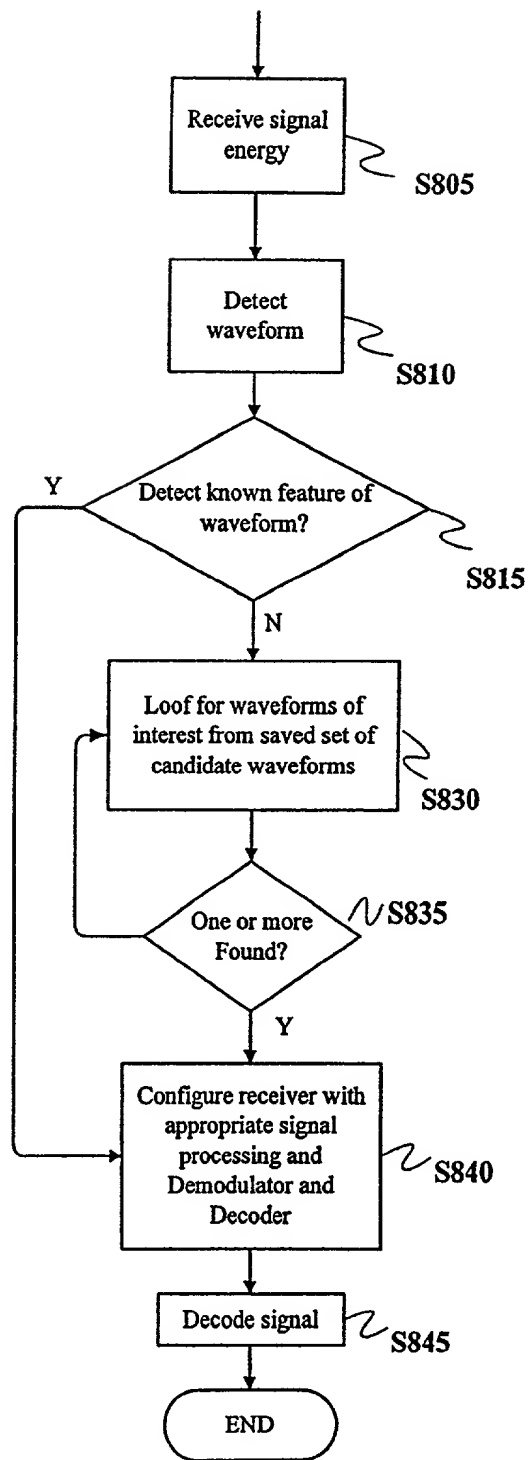 Receive signal
energy
S805
Detect
waveform
S810
Y
Detect known feature of
waveform?
S815
N
Loof for waveforms of
interest from saved set of
candidate waveforms
S830
One or more
Found?
S835
Y
Configure receiver with
appropriate signal
processing and
Demodulator and
Decoder
S840
Decode signal
S845
END